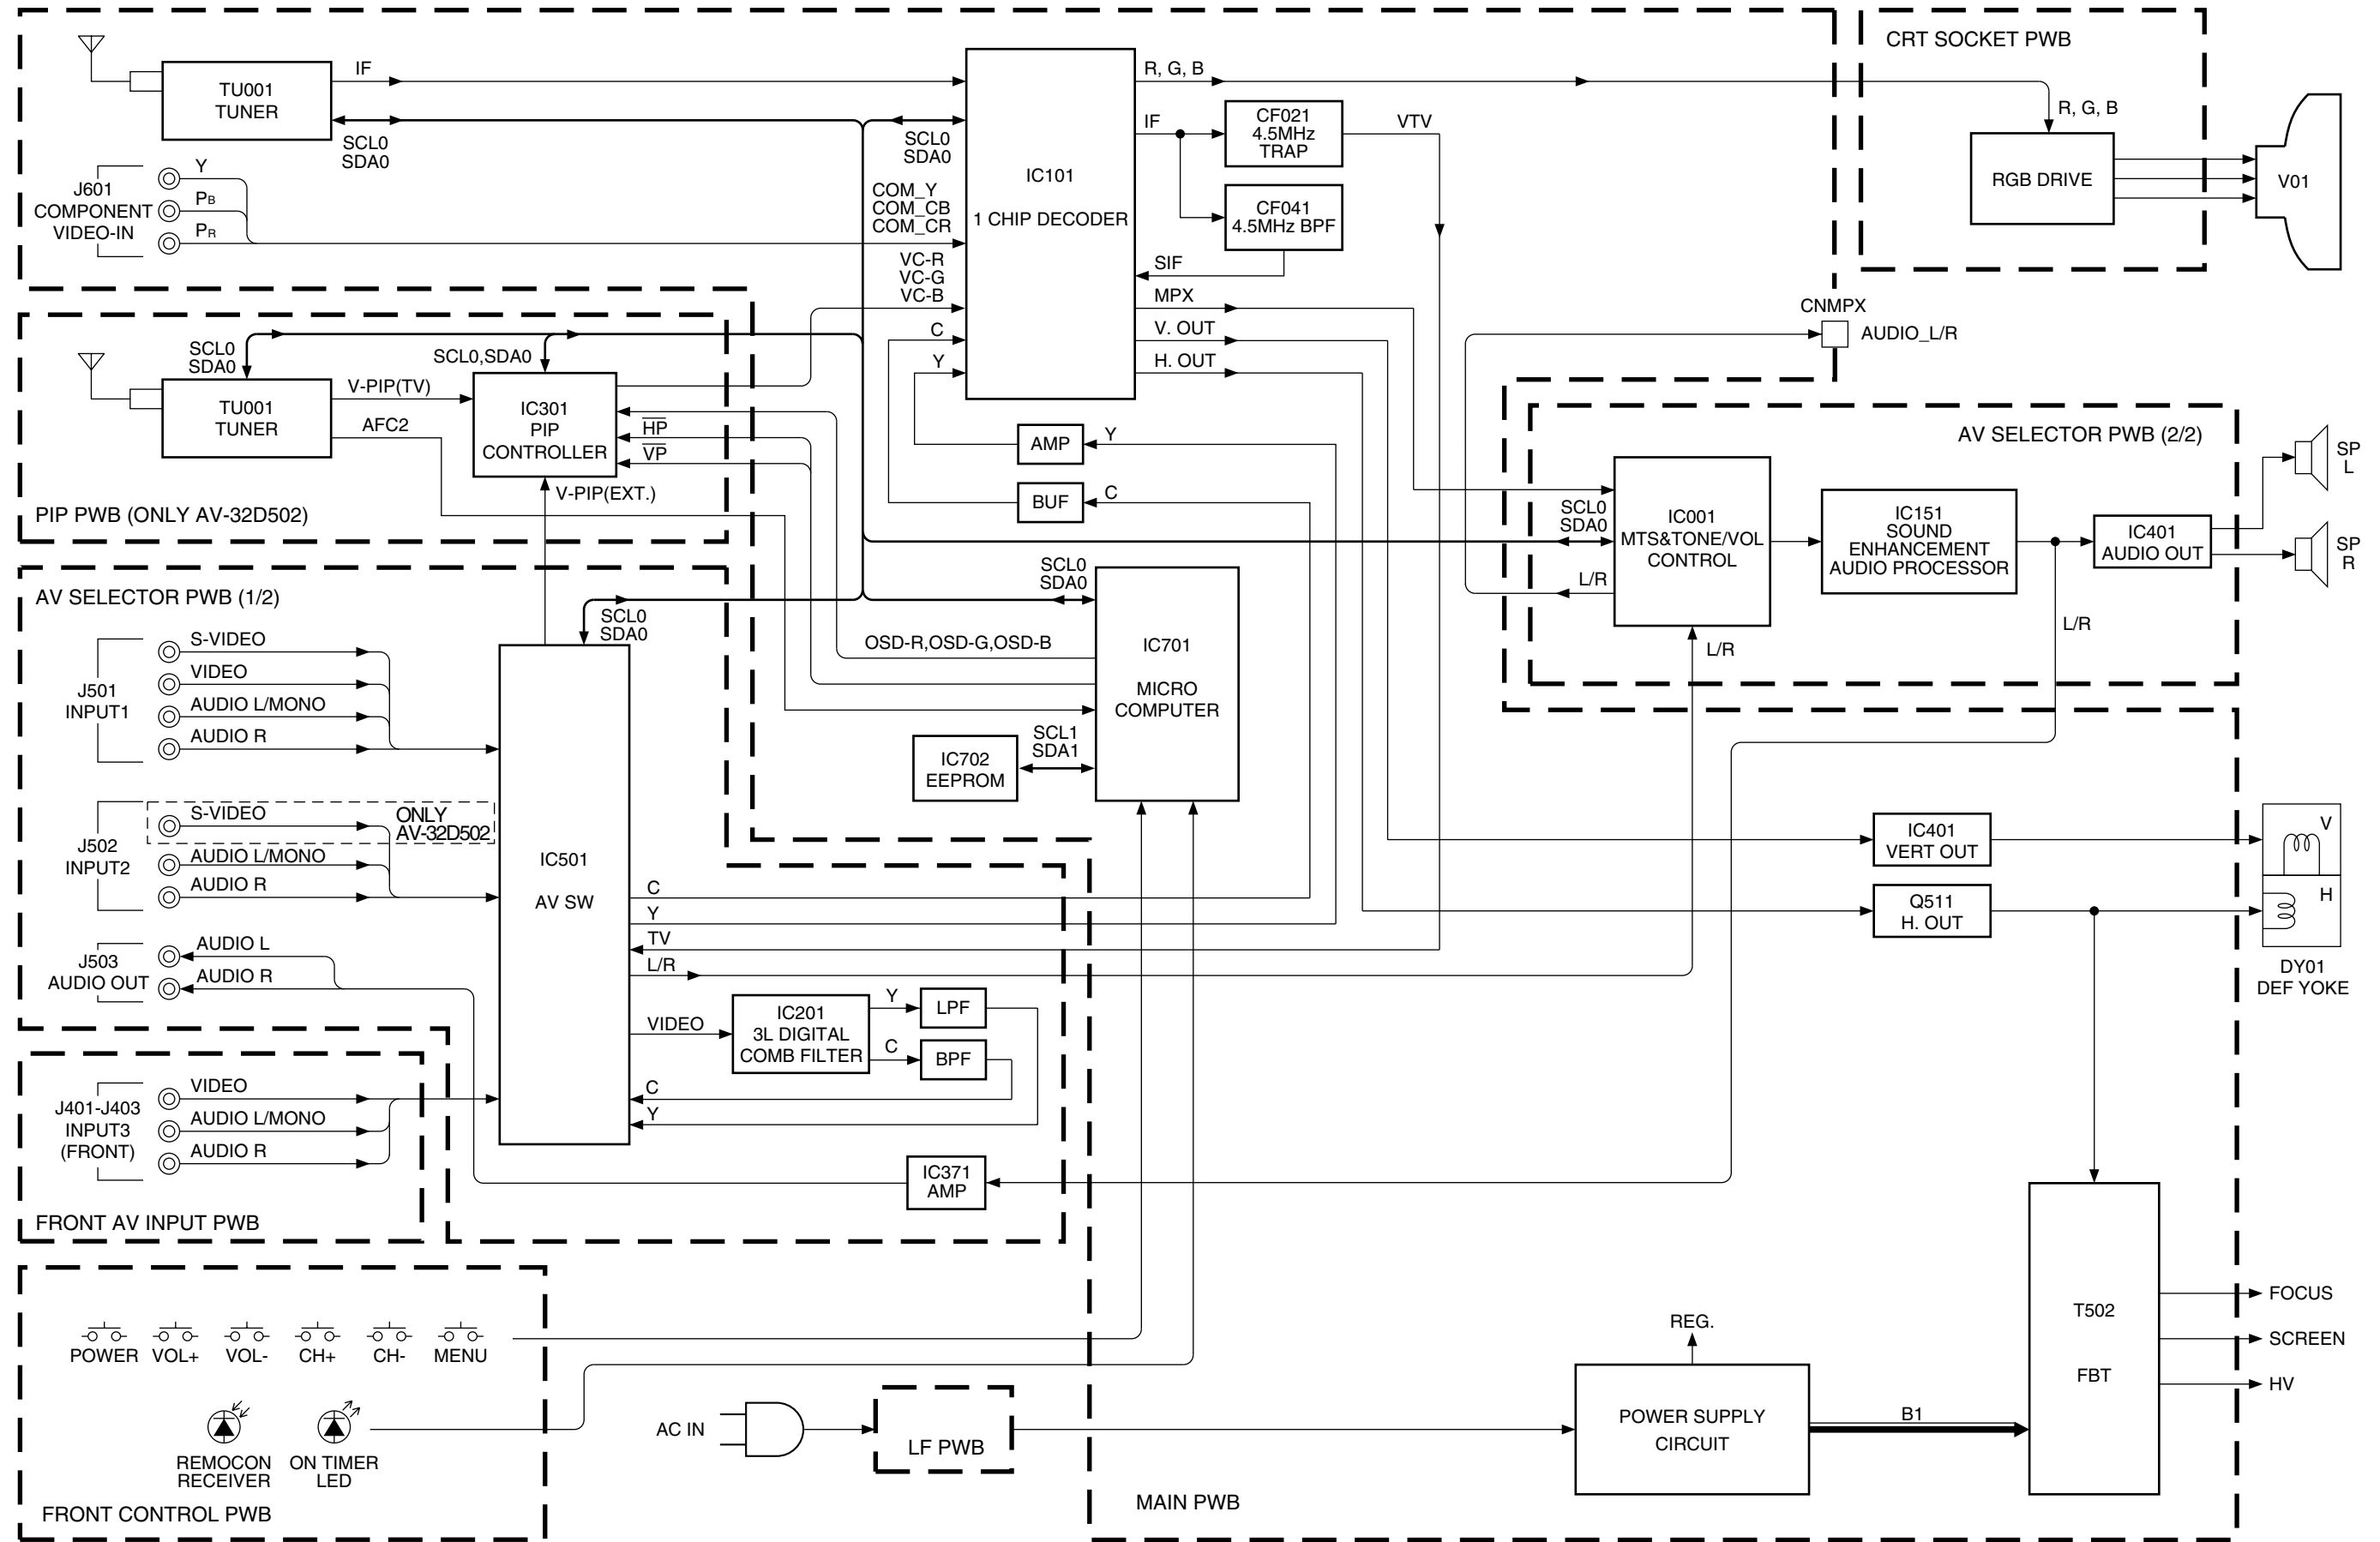 CRT SOCKET PWB
IF
TU001
TUNER
SCL0
SDA0
SCL0
SDA0
IC101
1 CHIP DECODER
R, G, B
IF
CF021
4.5MHz
TRAP
VTV
R, G, B
RGB DRIVE
V01
J601
COMPONENT
VIDEO-IN
Y
PB
PR
COM_Y
COM_CB
COM_CR
CF041
4.5MHz BPF
SIF
VC-R
VC-G
VC-B
MPX
V. OUT
H. OUT
C
Y
CNMPX
AUDIO_L/R
SCL0
SDA0
SCL0,SDA0
TU001
TUNER
V-PIP(TV)
AFC2
IC301
PIP
CONTROLLER
HP
VP
V-PIP(EXT.)
PIP PWB (ONLY AV-32D502)
AMP
Y
BUF
C
AV SELECTOR PWB (2/2)
SCL0
SDA0
IC001
MTS&TONE/VOL
CONTROL
L/R
L/R
IC151
SOUND
ENHANCEMENT
AUDIO PROCESSOR
L/R
IC401
AUDIO OUT
SP
L
SP
R
AV SELECTOR PWB (1/2)
SCL0
SDA0
SCL0
SDA0
OSD-R,OSD-G,OSD-B
IC701
MICRO
COMPUTER
IC702
EEPROM
SCL1
SDA1
J501
INPUT1
S-VIDEO
VIDEO
AUDIO L/MONO
AUDIO R
J502
INPUT2
S-VIDEO
ONLY
AV-32D502
AUDIO L/MONO
AUDIO R
J503
AUDIO OUT
AUDIO L
AUDIO R
IC501
AV SW
C
Y
TV
L/R
VIDEO
IC201
3L DIGITAL
COMB FILTER
Y
LPF
C
BPF
C
Y
IC401
VERT OUT
Q511
H. OUT
V
H
DY01
DEF YOKE
J401-J403
INPUT3
(FRONT)
VIDEO
AUDIO L/MONO
AUDIO R
FRONT AV INPUT PWB
IC371
AMP
POWER
VOL+
VOL-
CH+
CH-
MENU
REMOCON
RECEIVER
ON TIMER
LED
FRONT CONTROL PWB
AC IN
LF PWB
MAIN PWB
REG.
POWER SUPPLY
CIRCUIT
B1
T502
FBT
FOCUS
SCREEN
HV